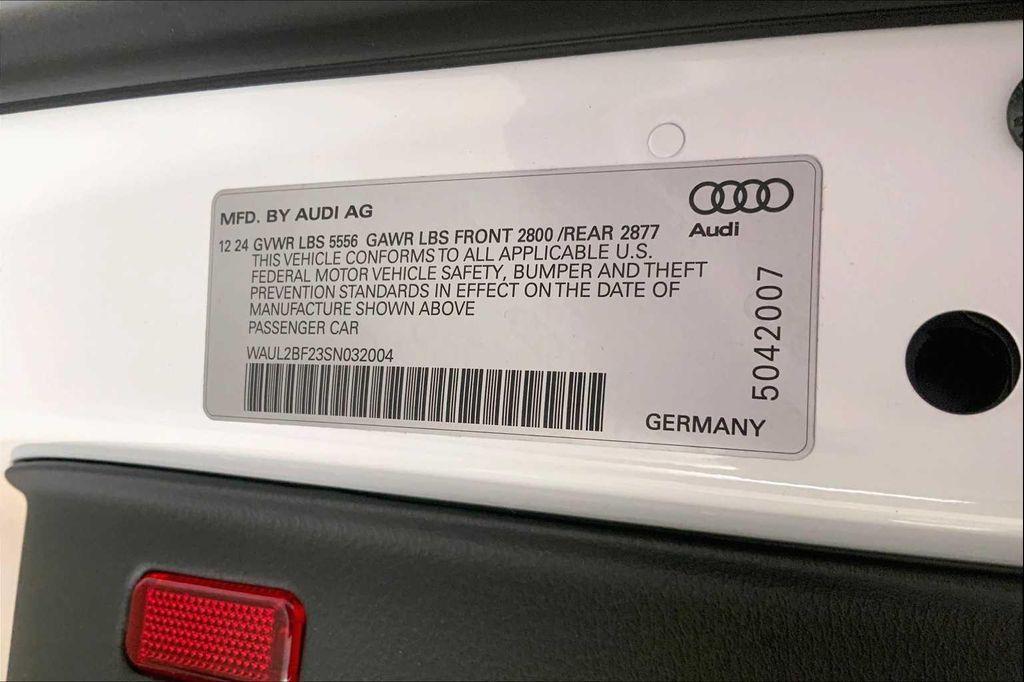 MFD. BY AUDI AG
Audi
12 24 GVWR LBS 5556 GAWR LBS FRONT 2800 /REAR 2877
THIS VEHICLE CONFORMS TO ALL APPLICABLE U.S.
FEDERAL MOTOR VEHICLE SAFETY, BUMPER AND THEFT
PREVENTION STANDARDS IN EFFECT ON THE DATE OF
MANUFACTURE SHOWN ABOVE
PASSENGER CAR
WAUL2BF23SN032004
5042007
GERMANY